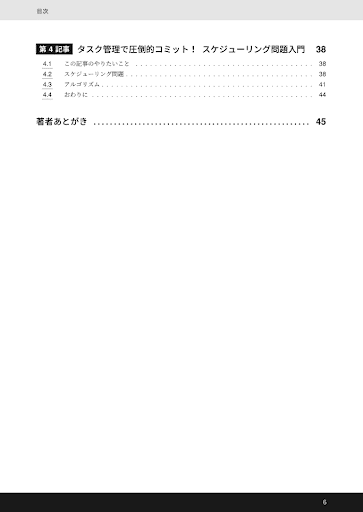 目次
第4記事 タスク管理で圧倒的コミット! スケジューリング問題入門 38
4.1 この記事のやりたいこと 38
4.2 スケジューリング問題 38
4.3 アルゴリズム 41
4.4 おわりに 44
著者あとがき 45
6